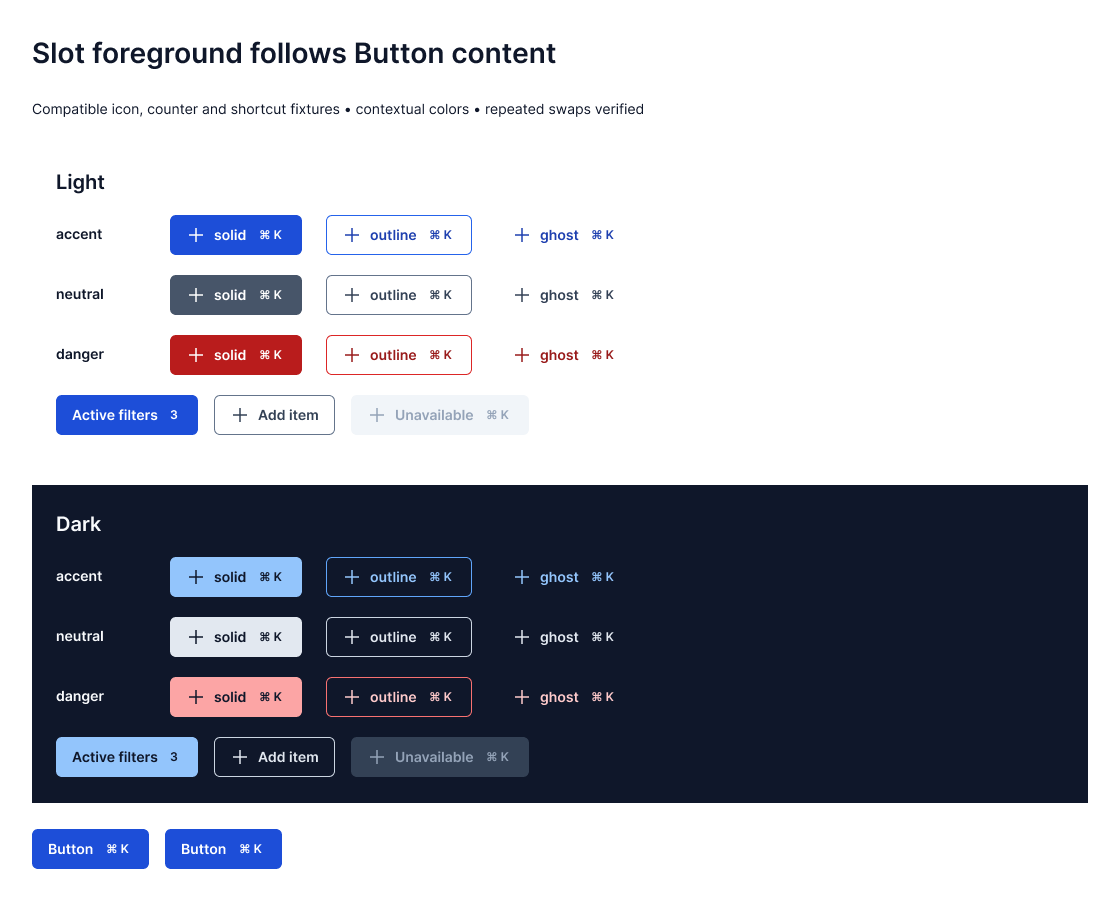 Slot foreground follows Button content
Compatible icon, counter and shortcut fixtures • contextual colors • repeated swaps verified
Light
accent solid ⌘ K outline ⌘ K ghost ⌘ K
neutral solid ⌘ K outline ⌘ K ghost ⌘ K
danger solid ⌘ K outline ⌘ K ghost ⌘ K
Active filters 3 Add item Unavailable ⌘ K
Dark
accent solid ⌘ K outline ⌘ K ghost ⌘ K
neutral solid ⌘ K outline ⌘ K ghost ⌘ K
danger solid ⌘ K outline ⌘ K ghost ⌘ K
Active filters 3 Add item Unavailable ⌘ K
Button ⌘ K Button ⌘ K